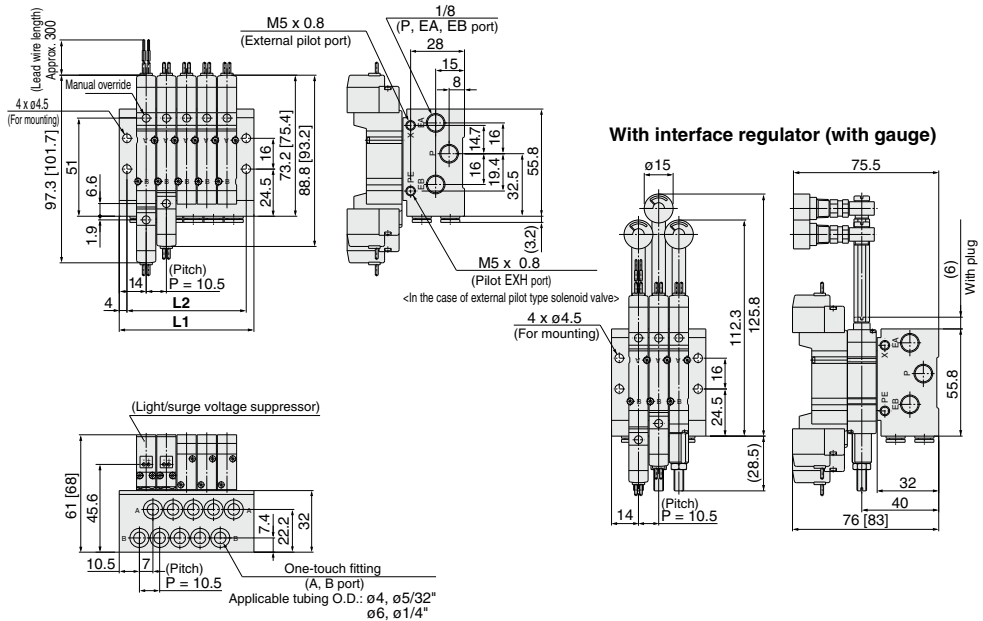 (Lead wire length)
Approx. 300
Manual override
4 x ø4.5
(For mounting)
97.3 [101.7]
51
6.6
1.9
14
4
(Pitch)
P = 10.5
L2
L1
16
24.5
73.2 [75.4]
88.8 [93.2]
A
B B B B B
M5 x 0.8
(External pilot port)
1/8
(P, EA, EB port)
28
15
8
X
EA
P
PE
EB
14.7
16
16
19.4
32.5
55.8
(3.2)
M5 x 0.8
(Pilot EXH port)
<In the case of external pilot type solenoid valve>
With interface regulator (with gauge)
ø15
4 x ø4.5
(For mounting)
16
24.5
112.3
125.8
(28.5)
14
(Pitch)
P = 10.5
B B B
75.5
(6)
With plug
X
EA
P
PE
EB
55.8
32
40
76 [83]
(Light/surge voltage suppressor)
61 [68]
45.6
A
A
B
B
7.4
22.2
32
10.5
7
(Pitch)
P = 10.5
One-touch fitting
(A, B port)
Applicable tubing O.D.: ø4, ø5/32"
ø6, ø1/4"